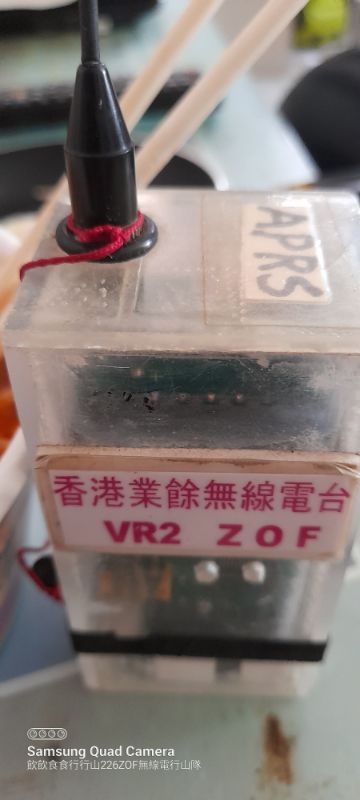 APRS
香港業餘無線電台
VR2 ZOF
Samsung Quad Camera
飲飲食食行行山226ZOF無線電行山隊